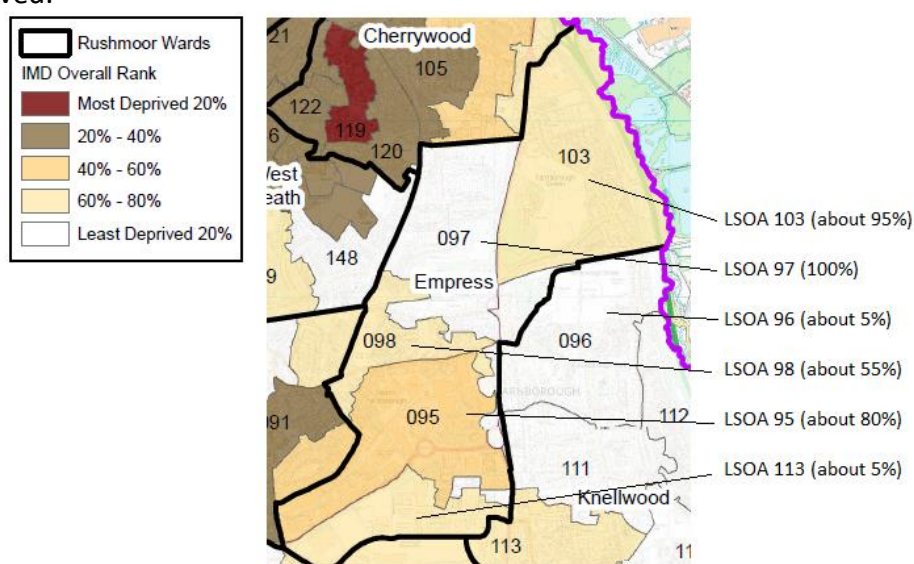 Rushmoor Wards
IMD Overall Rank
Most Deprived 20%
20% - 40%
40% - 60%
60% - 80%
Least Deprived 20%
21
Cherrywood
105
122
119
6
120
103
West
eath
148
097
9
Empress
098
096
ARNBOROUGH
091
095
112
111
Knellwood
113
11
LSOA 103 (about 95%)
LSOA 97 (100%)
LSOA 96 (about 5%)
LSOA 98 (about 55%)
LSOA 95 (about 80%)
LSOA 113 (about 5%)